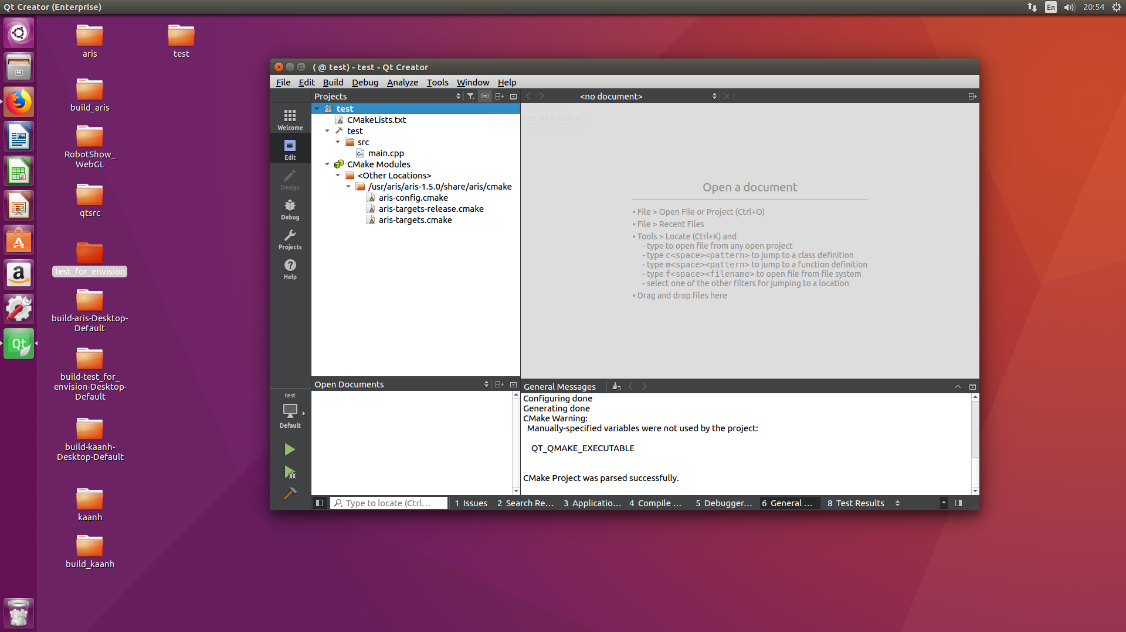 Qt Creator (Enterprise)
En
20:54
aris
test
build_aris
RobotShow_
WebGL
qtsrc
test_for_envision
build-aris-Desktop-
Default
build-test_for_
envision-Desktop-
Default
build-kaanh-
Desktop-Default
kaanh
build_kaanh
( @ test) - test - Qt Creator
File Edit Build Debug Analyze Tools Window Help
Projects
<no document>
Welcome
Edit
Design
Debug
Projects
Help
test
CMakeLists.txt
test
src
main.cpp
CMake Modules
<Other Locations>
/usr/aris/aris-1.5.0/share/aris/cmake
aris-config.cmake
aris-targets-release.cmake
aris-targets.cmake
Open a document
• File > Open File or Project (Ctrl+O)
• File > Recent Files
• Tools > Locate (Ctrl+K) and
- type to open file from any open project
- type c<space><pattern> to jump to a class definition
- type m<space><pattern> to jump to a function definition
- type f<space><filename> to open file from file system
- select one of the other filters for jumping to a location
• Drag and drop files here
Open Documents
test
Default
General Messages
Configuring done
Generating done
CMake Warning:
Manually-specified variables were not used by the project:
QT_QMAKE_EXECUTABLE
CMake Project was parsed successfully.
Type to locate (Ctrl...
1 Issues
2 Search Re...
3 Applicatio...
4 Compile ...
5 Debugger...
6 General ...
8 Test Results
a
Qt